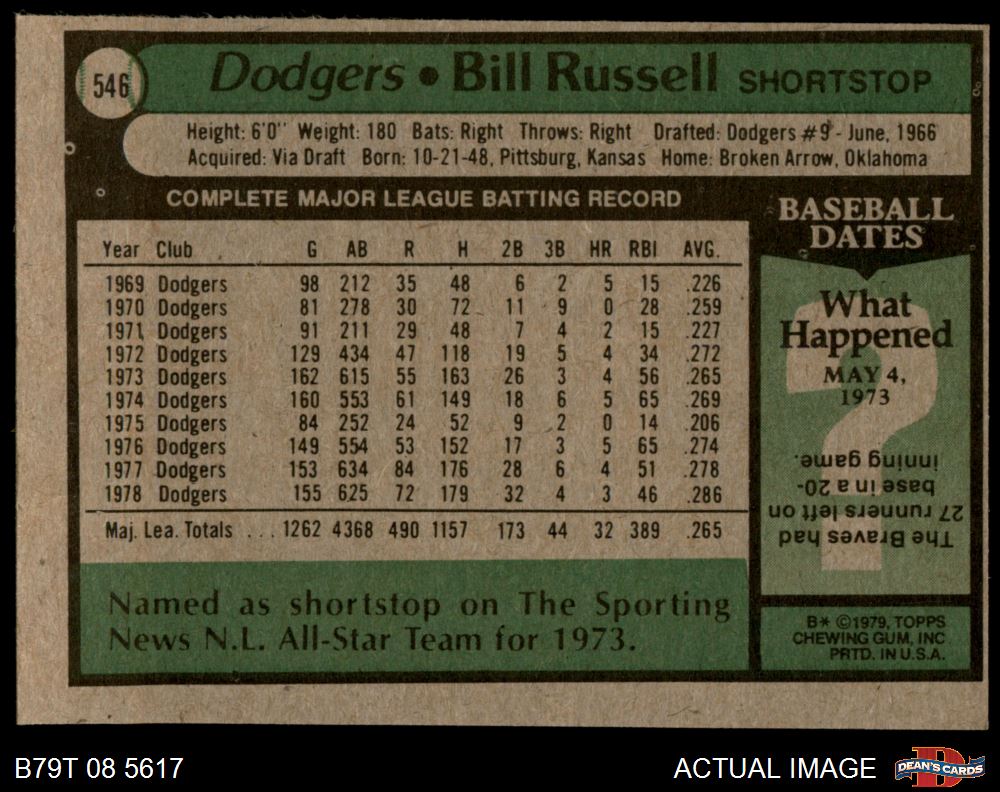 546
Dodgers • Bill Russell SHORTSTOP
Height: 6'0" Weight: 180 Bats: Right Throws: Right Drafted: Dodgers #9 - June, 1966
Acquired: Via Draft Born: 10-21-48, Pittsburg, Kansas Home: Broken Arrow, Oklahoma
COMPLETE MAJOR LEAGUE BATTING RECORD
Year Club G AB R H 2B 3B HR RBI AVG.
1969 Dodgers 98 212 35 48 6 2 5 15 .226
1970 Dodgers 81 278 30 72 11 9 0 28 .259
1971 Dodgers 91 211 29 48 7 4 2 15 .227
1972 Dodgers 129 434 47 118 19 5 4 34 .272
1973 Dodgers 162 615 55 163 26 3 4 56 .265
1974 Dodgers 160 553 61 149 18 6 5 65 .269
1975 Dodgers 84 252 24 52 9 2 0 14 .206
1976 Dodgers 149 554 53 152 17 3 5 65 .274
1977 Dodgers 153 634 84 176 28 6 4 51 .278
1978 Dodgers 155 625 72 179 32 4 3 46 .286
Maj. Lea. Totals ... 1262 4368 490 1157 173 44 32 389 .265
Named as shortstop on The Sporting
News N.L. All-Star Team for 1973.
BASEBALL
DATES
What
Happened
MAY 4,
1973
The Braves had
27 runners left on
base in a 20-
inning game.
B* ©1979, TOPPS
CHEWING GUM, INC
PRTD. IN U.S.A.
B79T 08 5617
ACTUAL IMAGE
DEAN'S CARDS